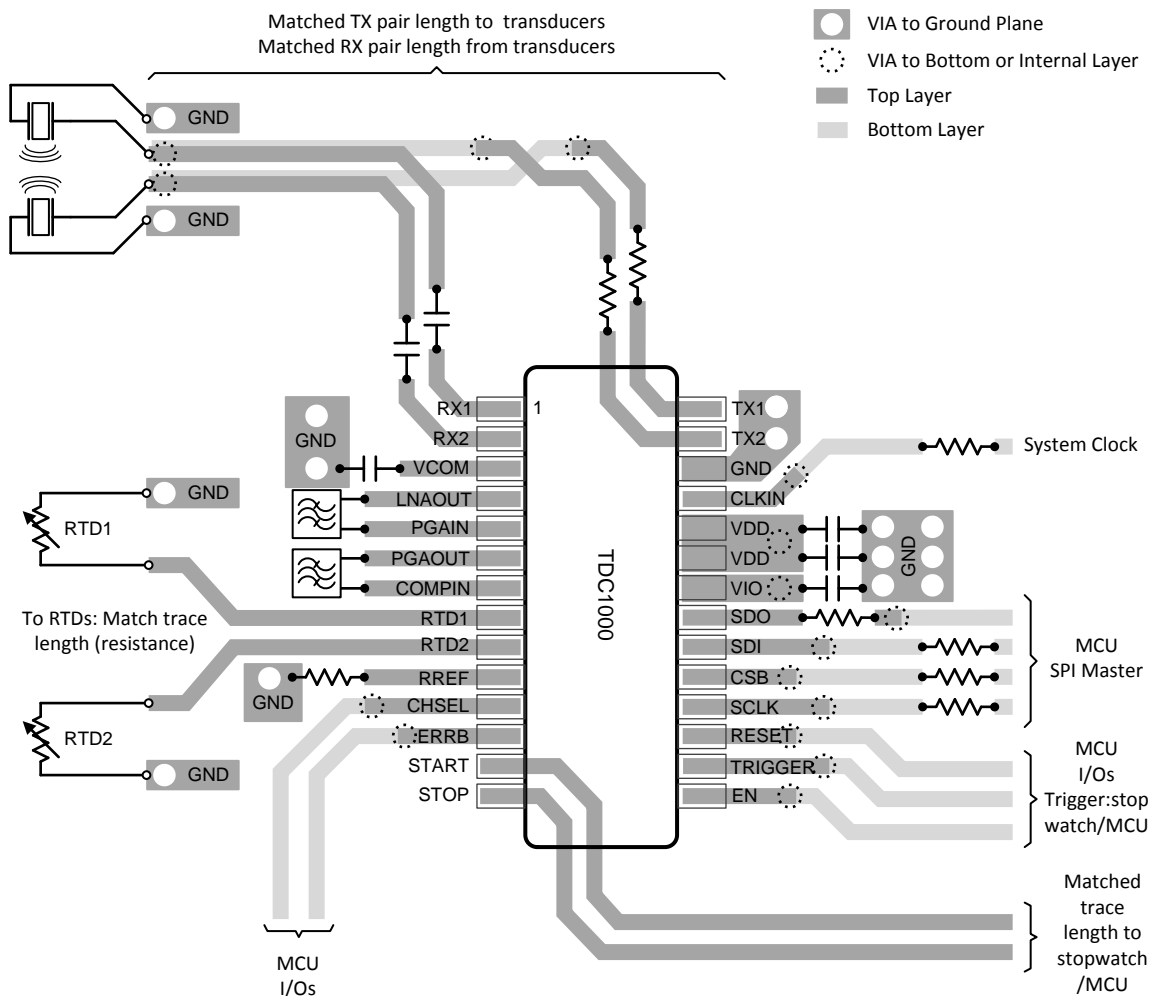 Matched TX pair length to transducers
Matched RX pair length from transducers
VIA to Ground Plane
VIA to Bottom or Internal Layer
Top Layer
Bottom Layer
GND
GND
RX1
1
TX1
RX2
TX2
GND
VCOM
GND
System Clock
LNAOUT
CLKIN
GND
RTD1
PGAIN
VDD
PGAOUT
VDD
GND
COMPIN
VIO
TDC1000
To RTDs: Match trace
length (resistance)
RTD1
SDO
RTD2
SDI
MCU
SPI Master
RREF
CSB
GND
CHSEL
SCLK
RTD2
ERRB
RESET
START
TRIGGER
GND
STOP
EN
MCU
I/Os
Trigger:stop
watch/MCU
Matched
trace
length to
stopwatch
/MCU
MCU
I/Os